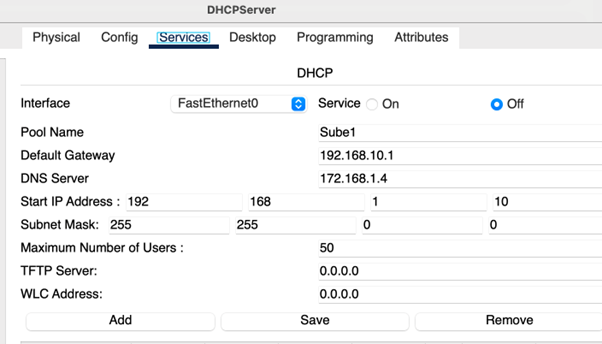 DHCPServer
Physical Config Services Desktop Programming Attributes
DHCP
Interface FastEthernet0 Service On Off
Pool Name Sube1
Default Gateway 192.168.10.1
DNS Server 172.168.1.4
Start IP Address : 192 168 1 10
Subnet Mask: 255 255 0 0
Maximum Number of Users : 50
TFTP Server: 0.0.0.0
WLC Address: 0.0.0.0
Add Save Remove